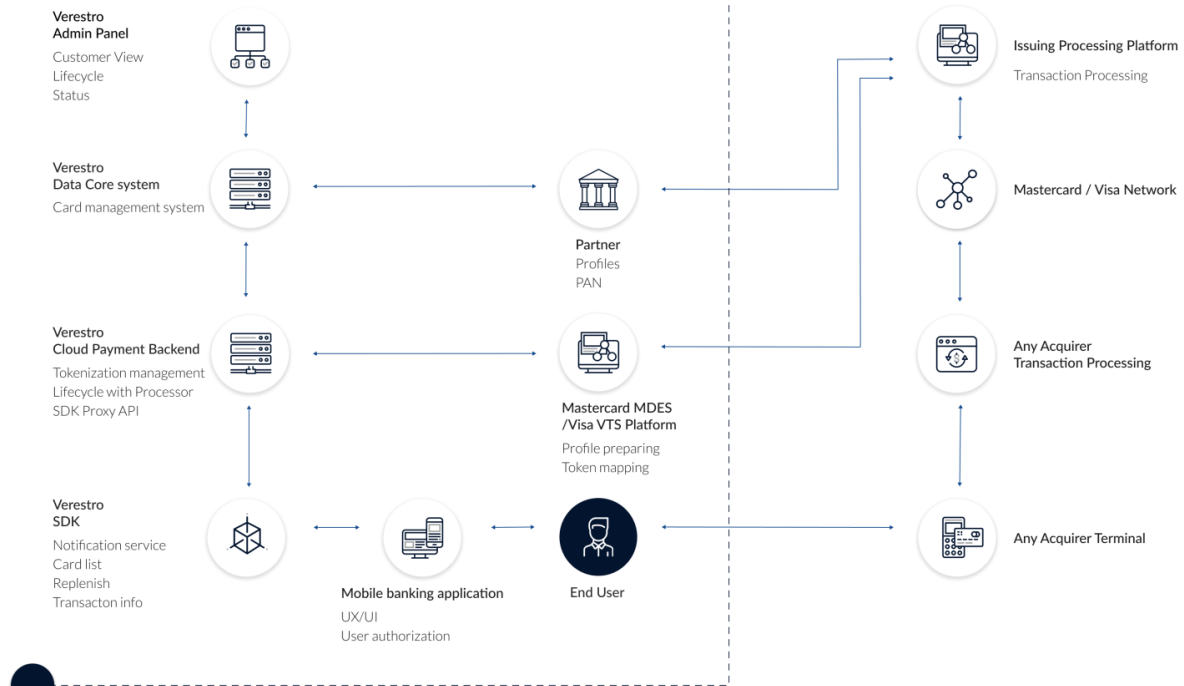 Verestro
Admin Panel
Customer View
Lifecycle
Status
Issuing Processing Platform
Transaction Processing
Verestro
Data Core system
Card management system
Partner
Profiles
PAN
Mastercard / Visa Network
Verestro
Cloud Payment Backend
Tokenization management
Lifecycle with Processor
SDK Proxy API
Mastercard MDES
/Visa VTS Platform
Profile preparing
Token mapping
Any Acquirer
Transaction Processing
Verestro
SDK
Notification service
Card list
Replenish
Transacton info
Mobile banking application
UX/UI
User authorization
End User
Any Acquirer Terminal